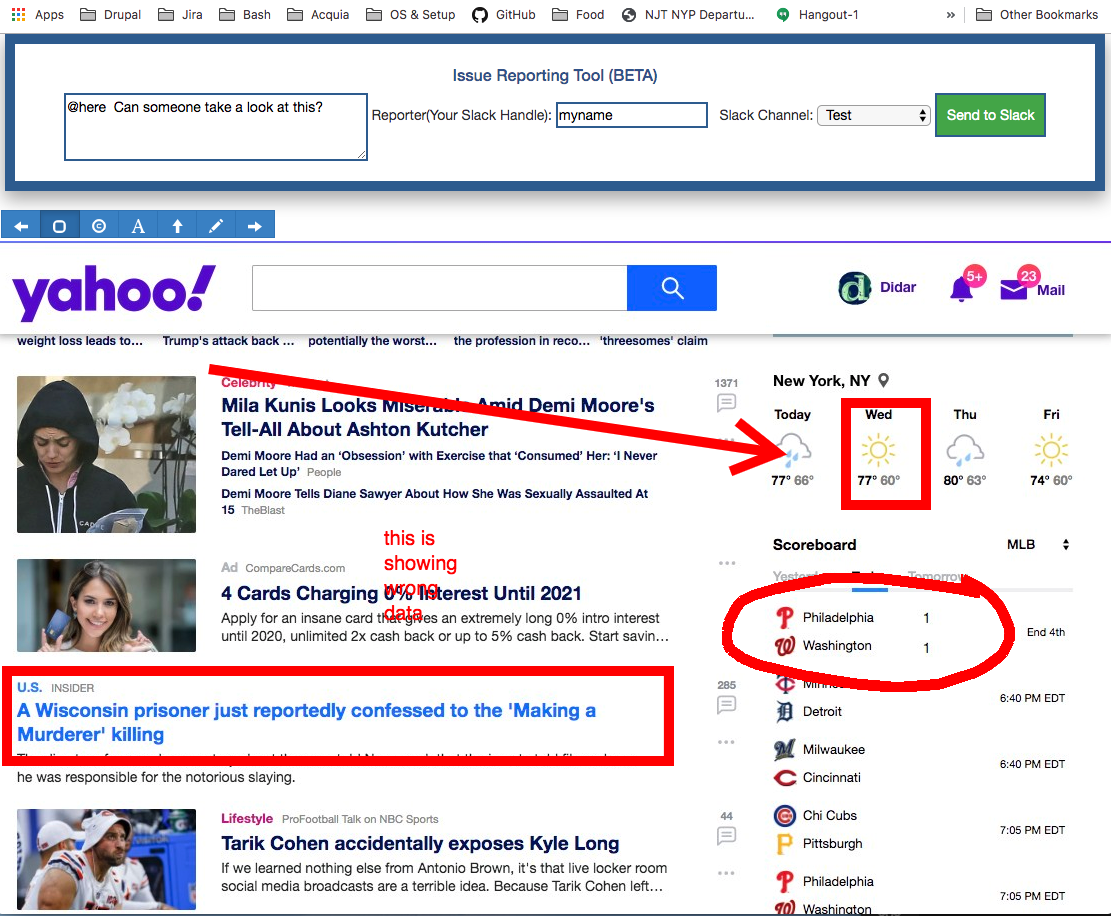 Apps Drupal Jira Bash Acquia OS & Setup GitHub Food NJT NYP Departu... Hangout-1 » Other Bookmarks
Issue Reporting Tool (BETA)
@here  Can someone take a look at this?
Reporter(Your Slack Handle): myname Slack Channel: Test Send to Slack
A
yahoo!
Didar 5+ 23 Mail
weight loss leads to... Trump's attack back ... potentially the worst... the profession in reco... 'threesomes' claim
Celebrity
1371
Mila Kunis Looks Miserable Amid Demi Moore's
Tell-All About Ashton Kutcher
Demi Moore Had an ‘Obsession’ with Exercise that ‘Consumed’ Her: ‘I Never
Dared Let Up’ People
Demi Moore Tells Diane Sawyer About How She Was Sexually Assaulted At
15 TheBlast
New York, NY
Today Wed Thu Fri
77° 66° 77° 60° 80° 63° 74° 60°
this is
showing
wrong
data
Ad CompareCards.com
4 Cards Charging 0% Interest Until 2021
Apply for an insane card that gives an extremely long 0% intro interest
until 2020, unlimited 2x cash back or up to 5% cash back. Start savin...
Scoreboard MLB
Yesterday Today Tomorrow
Philadelphia 1
Washington 1
End 4th
U.S. INSIDER
285
A Wisconsin prisoner just reportedly confessed to the 'Making a
Murderer' killing
he was responsible for the notorious slaying.
Detroit
6:40 PM EDT
Milwaukee
Cincinnati
6:40 PM EDT
Lifestyle ProFootball Talk on NBC Sports
44
Tarik Cohen accidentally exposes Kyle Long
If we learned nothing else from Antonio Brown, it's that live locker room
social media broadcasts are a terrible idea. Because Tarik Cohen left...
Chi Cubs
Pittsburgh
7:05 PM EDT
Philadelphia
Washington
7:05 PM EDT